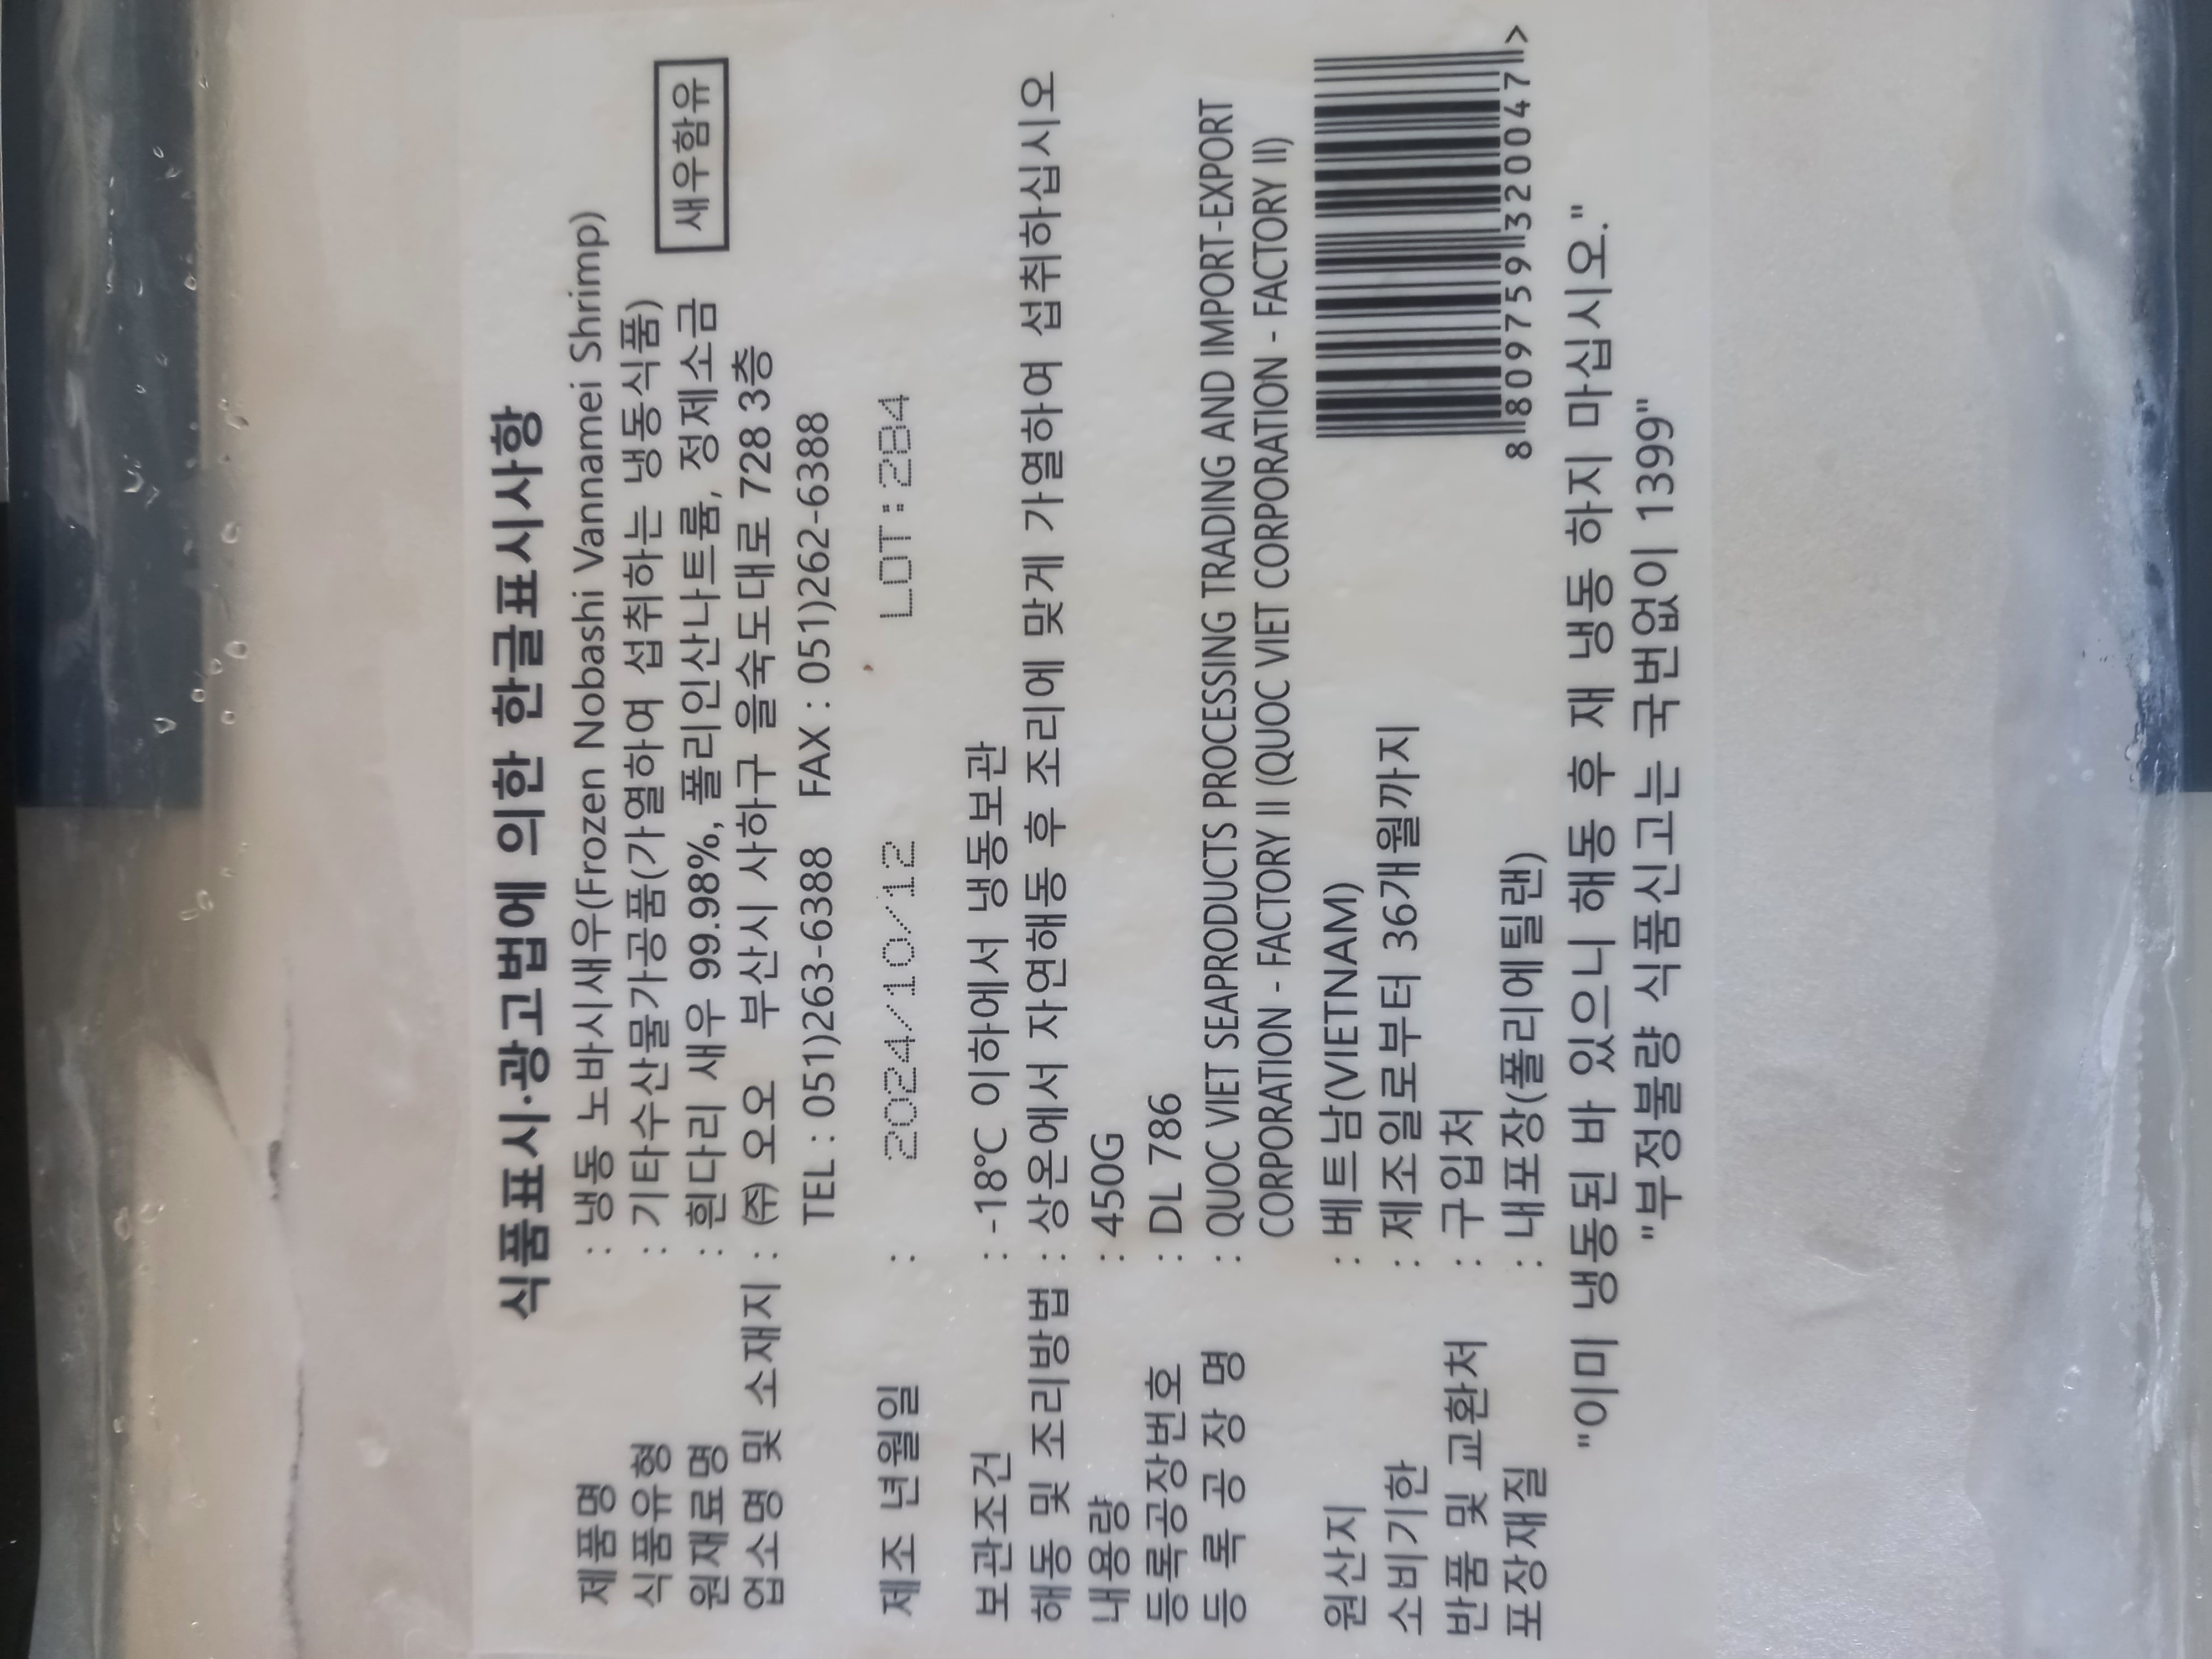 식품표시·광고법에 의한 한글표시사항
제품명 : 냉동 노바시새우(Frozen Nobashi Vannamei Shrimp)
식품유형 : 기타수산물가공품(가열하여 섭취하는 냉동식품)
원재료명 : 흰다리 새우 99.98%, 폴리인산나트륨, 정제소금
새우함유
업소명 및 소재지 : ㈜ 오오 부산시 사하구 을숙도대로 728 3층
TEL : 051)263-6388 FAX : 051)262-6388
제조 년월일 : 2024/10/12 LOT:284
보관조건 : -18℃ 이하에서 냉동보관
해동 및 조리방법 : 상온에서 자연해동 후 조리에 맞게 가열하여 섭취하십시오
내용량 : 450G
등록공장번호 : DL 786
등 록 공 장 명 : QUOC VIET SEAPRODUCTS PROCESSING TRADING AND IMPORT-EXPORT
CORPORATION - FACTORY II (QUOC VIET CORPORATION - FACTORY II)
원산지 : 베트남(VIETNAM)
소비기한 : 제조일로부터 36개월까지
반품 및 교환처 : 구입처
포장재질 : 내포장(폴리에틸랜)
8 809759 320047 >
"이미 냉동된 바 있으니 해동 후 재 냉동 하지 마십시오."
"부정불량 식품신고는 국번없이 1399"